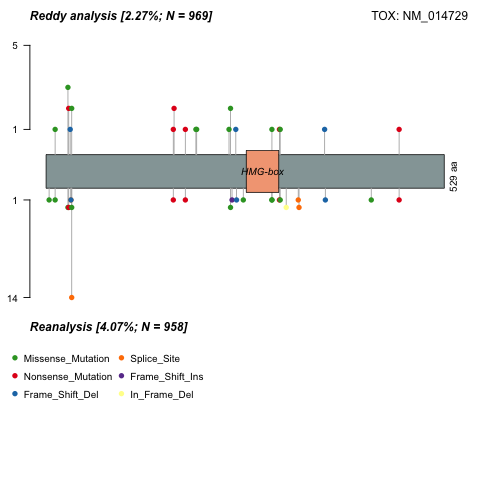 Reddy analysis [2.27%; N = 969]
TOX: NM_014729
5
1
HMG-box
529 aa
1
14
Reanalysis [4.07%; N = 958]
Missense_Mutation
Splice_Site
Nonsense_Mutation
Frame_Shift_Ins
Frame_Shift_Del
In_Frame_Del